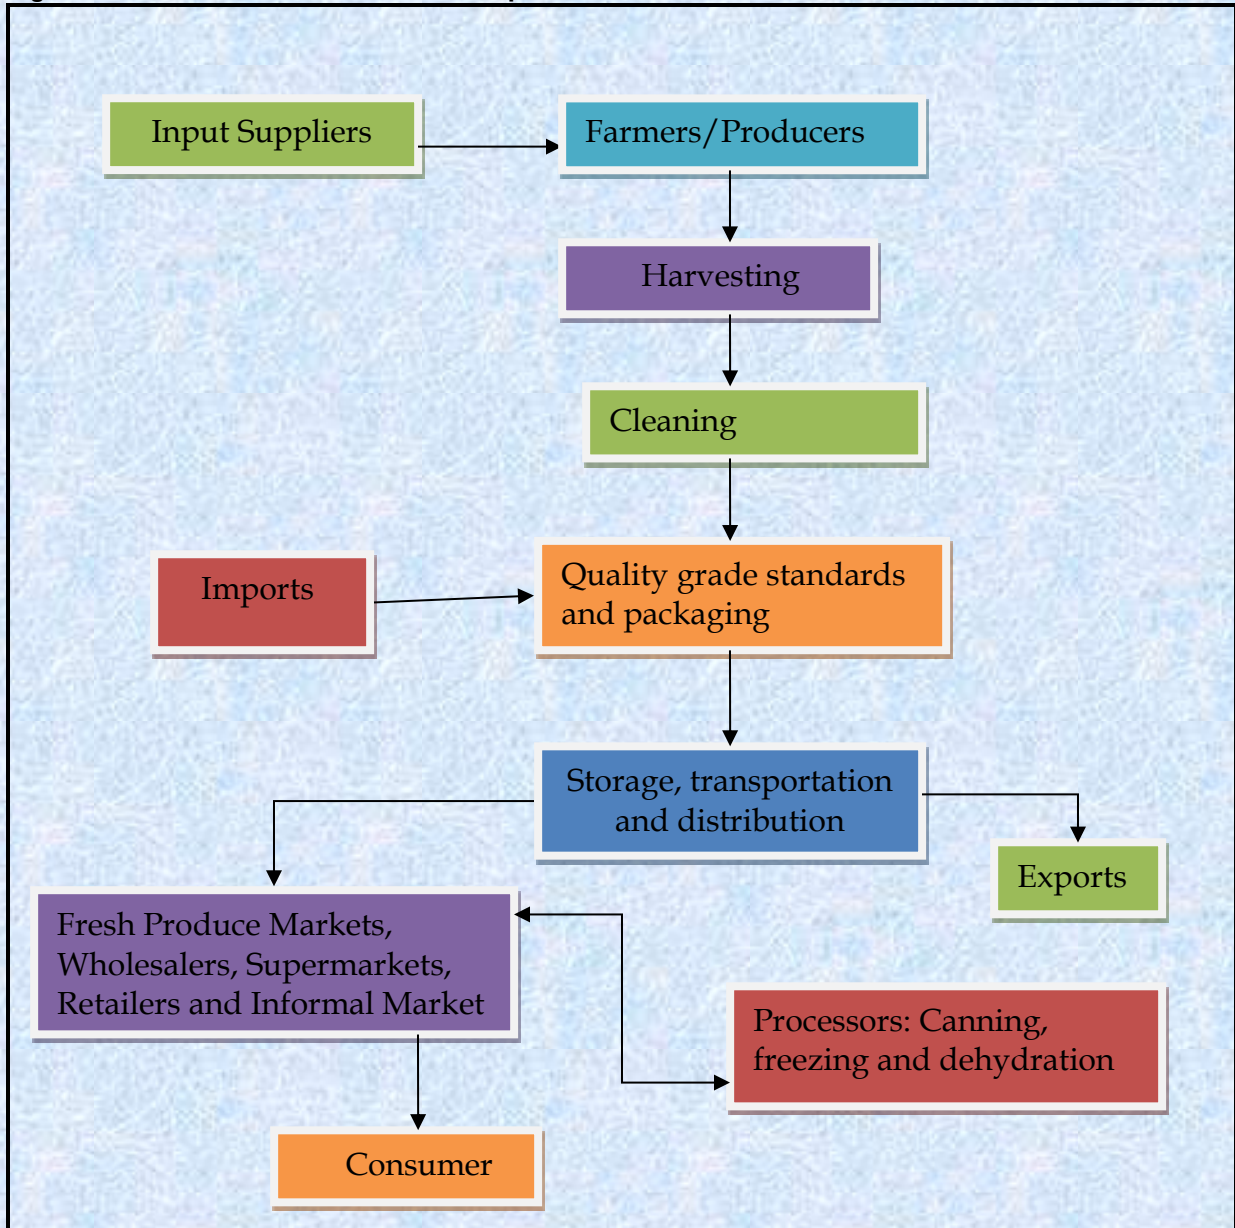 Input Suppliers
Farmers/Producers
Harvesting
Cleaning
Imports
Quality grade standards
and packaging
Storage, transportation
and distribution
Exports
Fresh Produce Markets,
Wholesalers, Supermarkets,
Retailers and Informal Market
Processors: Canning,
freezing and dehydration
Consumer